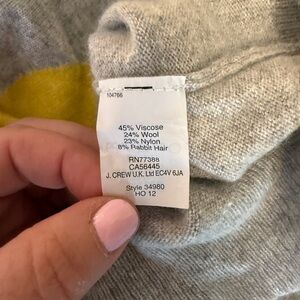 104766
45% Viscose
24% Wool
23% Nylon
8% Rabbit Hair
RN77388
CA56445
J. CREW U.K. Ltd EC4V 6JA
Style 34980
HO 12